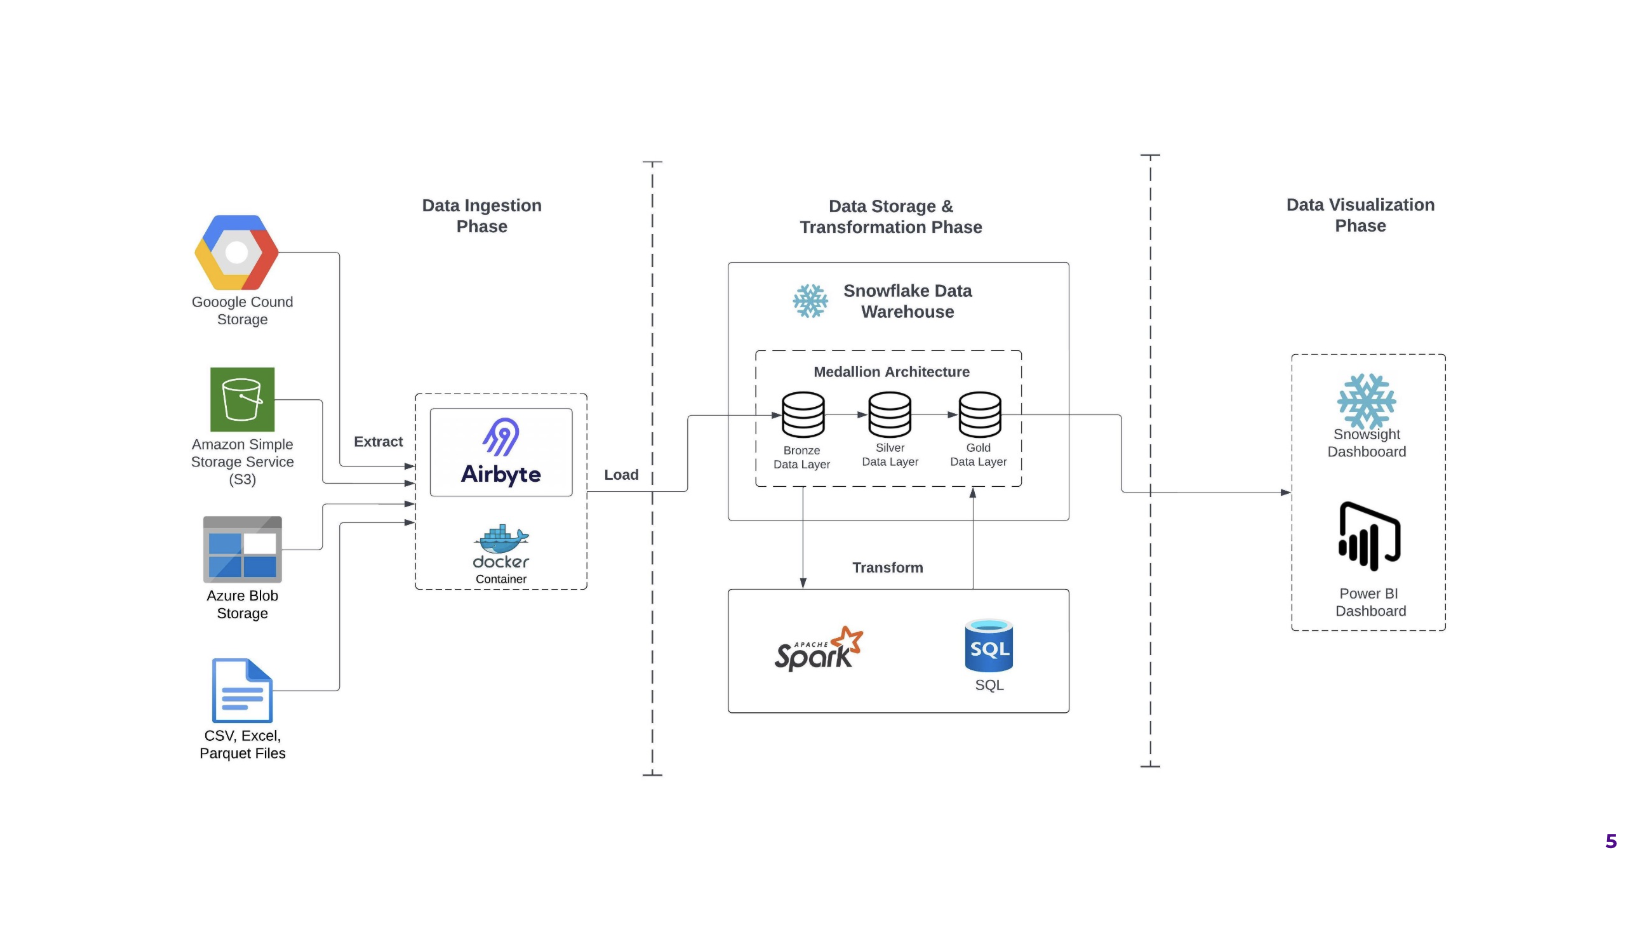 Data Ingestion
Phase
Data Storage &
Transformation Phase
Data Visualization
Phase
Gooogle Cound
Storage
Amazon Simple
Storage Service
(S3)
Azure Blob
Storage
CSV, Excel,
Parquet Files
Extract
Airbyte
docker
Container
Load
Snowflake Data
Warehouse
Medallion Architecture
Bronze
Data Layer
Silver
Data Layer
Gold
Data Layer
Transform
APACHE
Spark
SQL
SQL
Snowsight
Dashbooard
Power BI
Dashboard
5